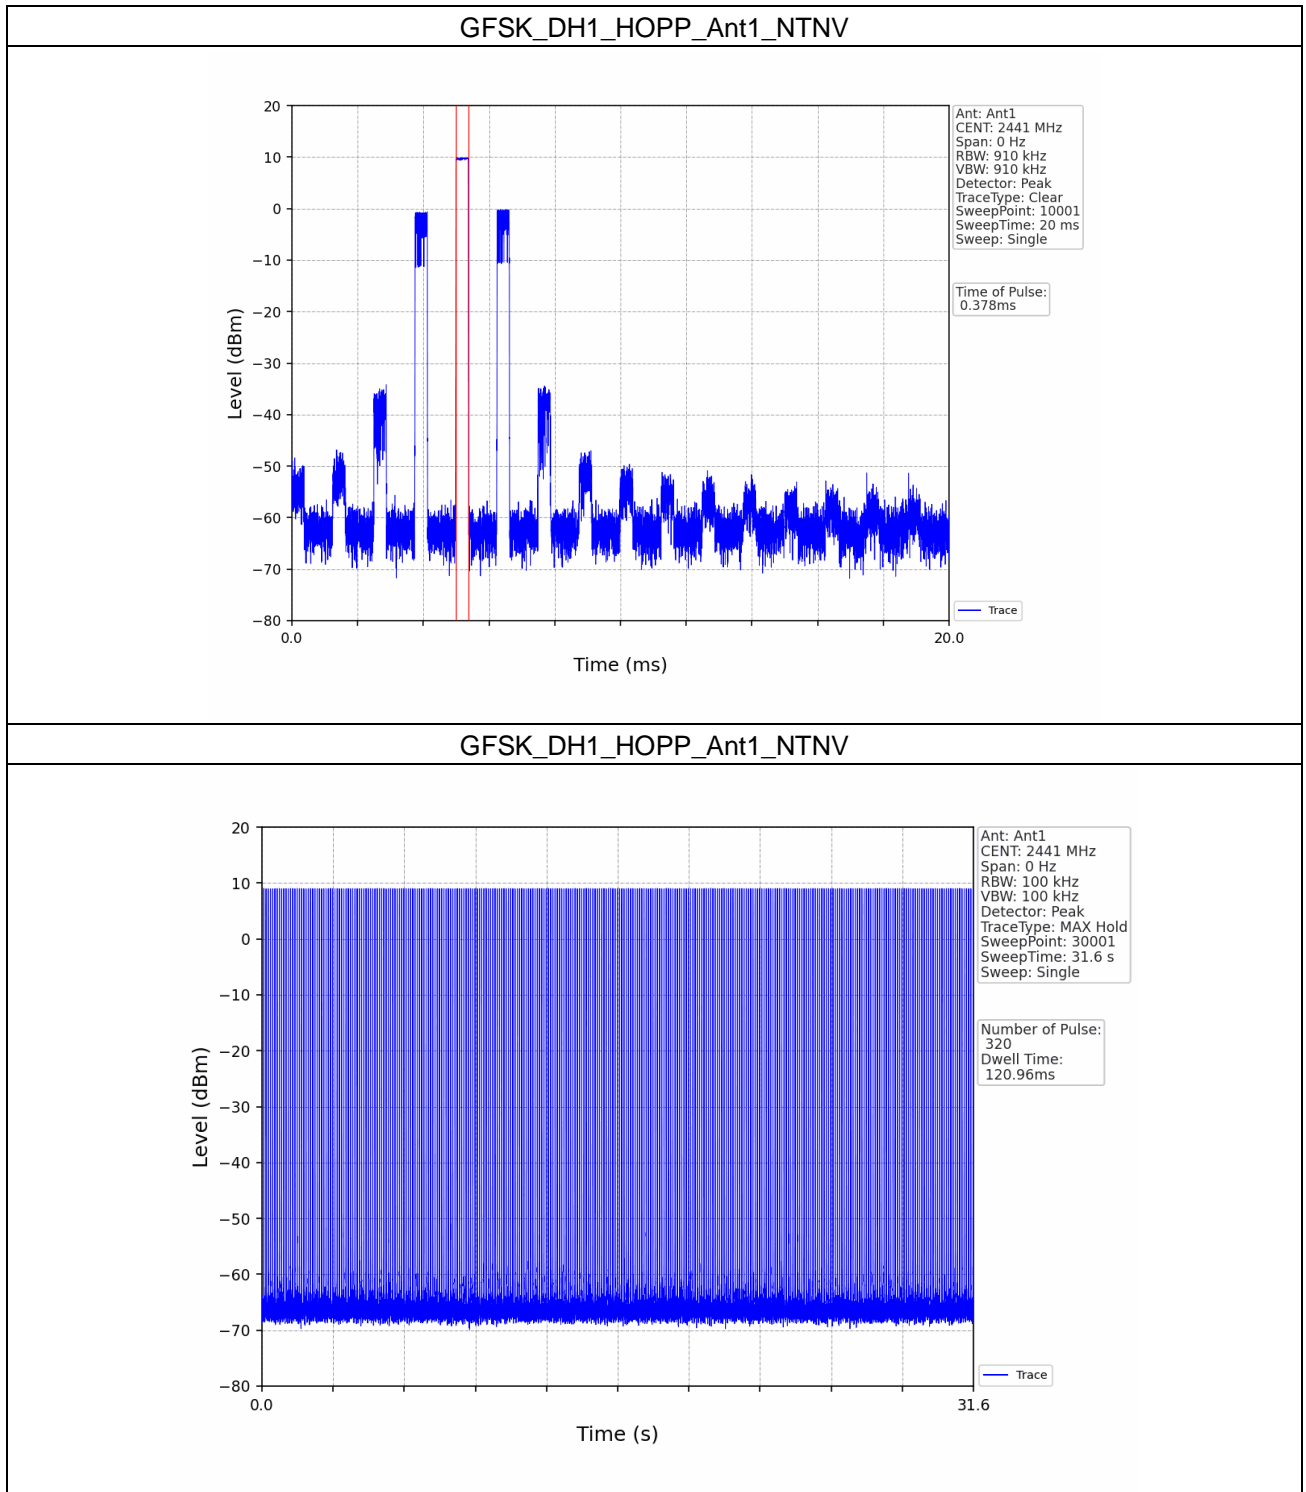 GFSK_DH1_HOPP_Ant1_NTNV
20
10
0
−10
−20
−30
−40
−50
−60
−70
−80
Level (dBm)
0.0
20.0
Time (ms)
Ant: Ant1
CENT: 2441 MHz
Span: 0 Hz
RBW: 910 kHz
VBW: 910 kHz
Detector: Peak
TraceType: Clear
SweepPoint: 10001
SweepTime: 20 ms
Sweep: Single
Time of Pulse:
0.378ms
Trace
GFSK_DH1_HOPP_Ant1_NTNV
20
10
0
−10
−20
−30
−40
−50
−60
−70
−80
Level (dBm)
0.0
31.6
Time (s)
Ant: Ant1
CENT: 2441 MHz
Span: 0 Hz
RBW: 100 kHz
VBW: 100 kHz
Detector: Peak
TraceType: MAX Hold
SweepPoint: 30001
SweepTime: 31.6 s
Sweep: Single
Number of Pulse:
320
Dwell Time:
120.96ms
Trace